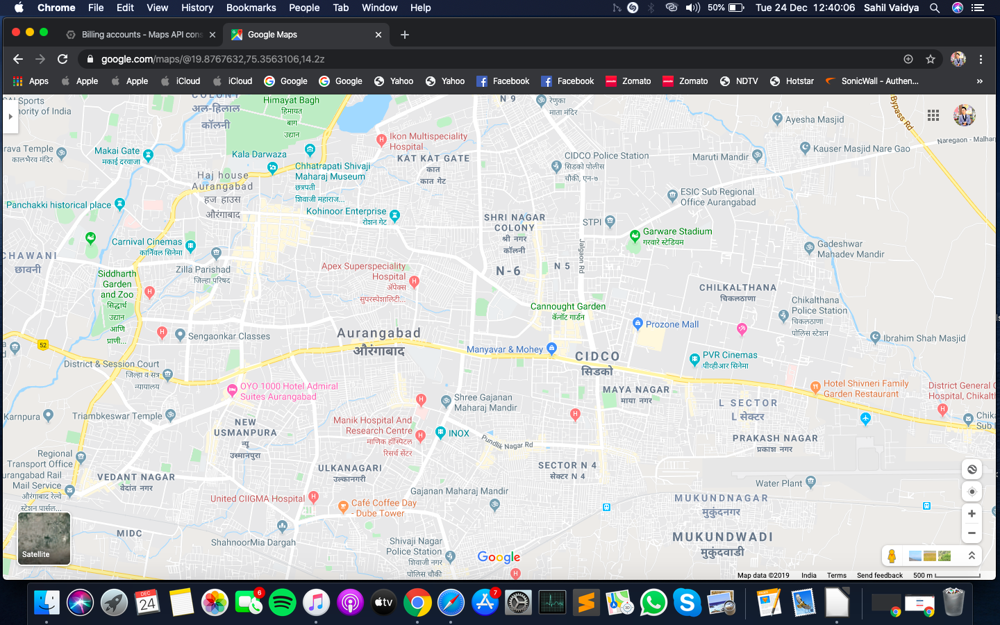 Chrome File Edit View History Bookmarks People Tab Window Help 50% Tue 24 Dec 12:40:06 Sahil Vaidya
Billing accounts - Maps API con
Google Maps
google.com/maps/@19.8767632,75.3563106,14.2z
Apps Apple Apple iCloud iCloud Google Google Yahoo Yahoo Facebook Facebook Zomato Zomato NDTV Hotstar SonicWall - Authen...
Sports
hority of India
COLONY
अल-हिलाल
कॉलनी
Himayat Bagh
हिमायत
बाग
उद्यान
N 9
रेणुका
माता मंदिर
Bypass Rd
Ayesha Masjid
Naregaon - Malhar
Kauser Masjid Nare Gao
Maruti Mandir
Ikon Multispeciality
Hospital
rava Temple
कालभैरव मंदिर
Makai Gate
मकाई दरवाजा
Kala Darwaza
KAT KAT GATE
कात
कात गेट
CIDCO Police Station
सिडको पोलीस
चौकी, एन-७
Chhatrapati Shivaji
Maharaj Museum
छत्रपती
शिवाजी महाराज...
Haj house
Aurangabad
हज हाउस
औरंगाबाद
ESIC Sub Regional
Office Aurangabad
Panchakki historical place
Kohinoor Enterprise
रोशन गेट
SHRI NAGAR
COLONY
श्री नगर
कॉलनी
STPI
Garware Stadium
गरवारे स्टेडियम
Jalgaon Rd
Gadeshwar
Mahadev Mandir
Carnival Cinemas
कार्निवल सिनेमा
CHAWANI
छावनी
Zilla Parishad
जिल्हा परिषद
Apex Superspeciality
Hospital
अ‍ॅपेक्स
सुपरस्पेशालिटी...
N-6
N 5
Siddharth
Garden
and Zoo
सिद्धार्थ
उद्यान
आणि
प्राणी...
CHILKALTHANA
चिकलठाणा
Chikalthana
Police Station
चिकलठाणा
पोलिस स्टेशन
Cannought Garden
कॅनॉट गार्डन
Prozone Mall
Ibrahim Shah Masjid
Sengaonkar Classes
Aurangabad
औरंगाबाद
52
Manyavar & Mohey
CIDCO
सिडको
PVR Cinemas
पीव्हीआर सिनेमा
District & Session Court
जिल्हा व सत्र
न्यायालय
OYO 1000 Hotel Admiral
Suites Aurangabad
MAYA NAGAR
माया नगर
Hotel Shivneri Family
Garden Restaurant
District General
Hospital, Chikalt
Shree Gajanan
Maharaj Mandir
L SECTOR
L सेक्टर
Karnpura
Triambkeswar Temple
Chika
Sub
NEW
USMANPURA
न्यू
उस्मानपुरा
Manik Hospital And
Research Centre
माणिक हॉस्पिटल
रिसर्च सेंटर
INOX
Pundlik Nagar Rd
PRAKASH NAGAR
प्रकाश नगर
Regional
Transport Office
urangabad Rail
Mail Service
औरंगाबाद रेल्वे
स्टेशन पार्सल...
VEDANT NAGAR
वेदांत नगर
ULKANAGARI
उल्कानगरी
SECTOR N 4
सेक्टर N 4
Water Plant
United CIIGMA Hospital
Gajanan Maharaj Mandir
Café Coffee Day
- Dube Tower
MUKUNDNAGAR
मुकुंदनगर
MIDC
ShahnoorMia Dargah
Shivaji Nagar
Police Station
शिवाजी नगर
पोलिस चौकी
MUKUNDWADI
मुकुंदवाडी
Satellite
Google
Map data ©2019 India Terms Send feedback 500 m
DEC
24
6
tv
7
3D